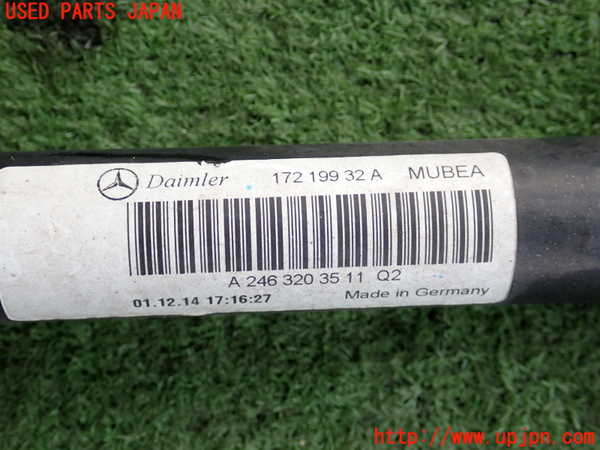 USED PARTS JAPAN
Daimler 172 199 32 A MUBEA
A 246 320 35 11 Q2
01.12.14 17:16:27 Made in Germany
http://www.upjpn.com